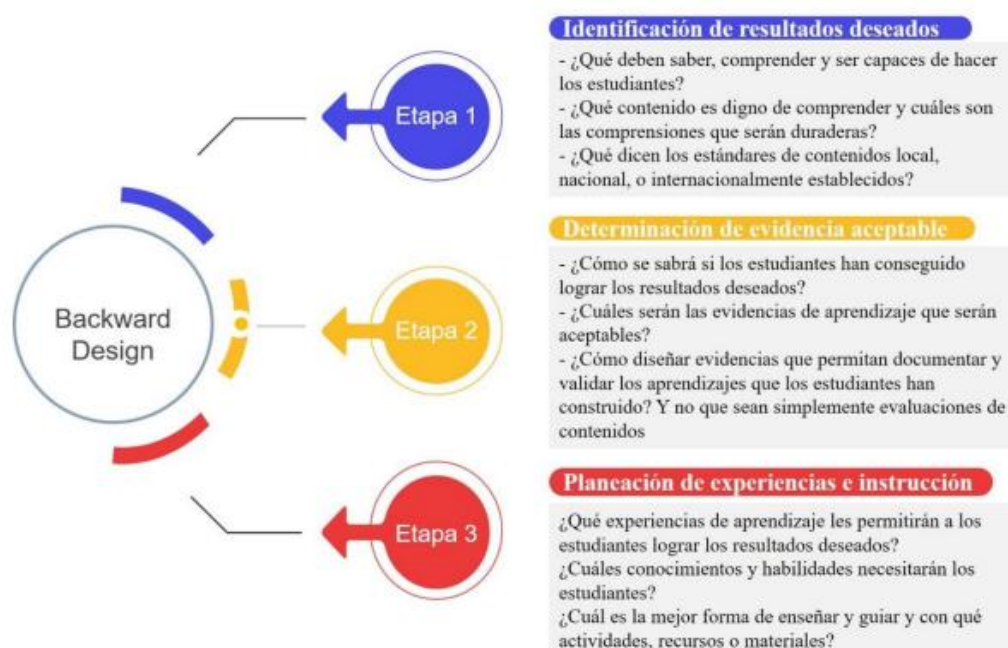 Backward
Design
Etapa 1
Identificación de resultados deseados
- ¿Qué deben saber, comprender y ser capaces de hacer
los estudiantes?
- ¿Qué contenido es digno de comprender y cuáles son
las comprensiones que serán duraderas?
- ¿Qué dicen los estándares de contenidos local,
nacional, o internacionalmente establecidos?
Etapa 2
Determinación de evidencia aceptable
- ¿Cómo se sabrá si los estudiantes han conseguido
lograr los resultados deseados?
- ¿Cuáles serán las evidencias de aprendizaje que serán
aceptables?
- ¿Cómo diseñar evidencias que permitan documentar y
validar los aprendizajes que los estudiantes han
construido? Y no que sean simplemente evaluaciones de
contenidos
Etapa 3
Planeación de experiencias e instrucción
¿Qué experiencias de aprendizaje les permitirán a los
estudiantes lograr los resultados deseados?
¿Cuáles conocimientos y habilidades necesitarán los
estudiantes?
¿Cuál es la mejor forma de enseñar y guiar y con qué
actividades, recursos o materiales?